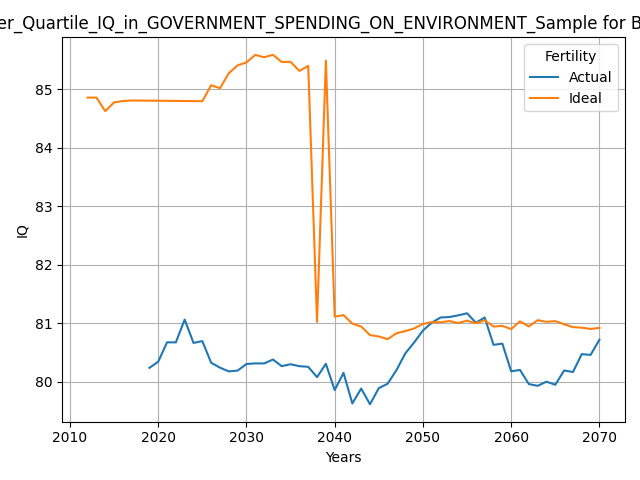 er_Quartile_IQ_in_GOVERNMENT_SPENDING_ON_ENVIRONMENT_Sample for B
Fertility
Actual
Ideal
IQ
85
84
83
82
81
80
2010 2020 2030 2040 2050 2060 2070
Years